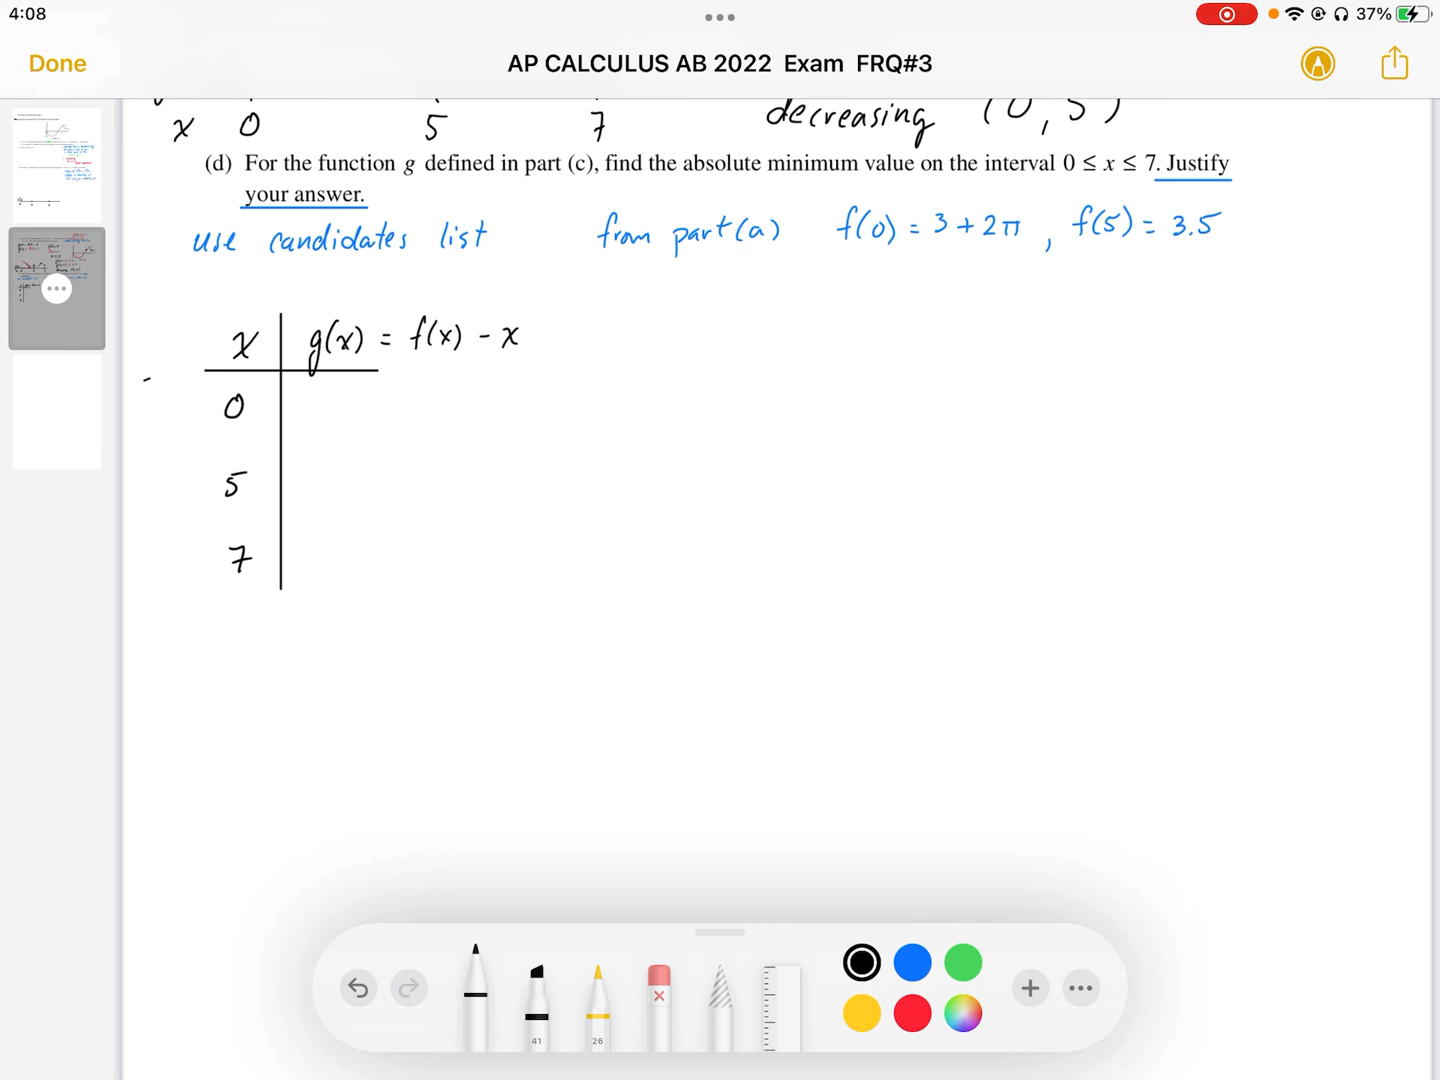 4:08
37%
Done
AP CALCULUS AB 2022 Exam FRQ#3
x 0 5 7
decreasing (0, 5)
(d) For the function g defined in part (c), find the absolute minimum value on the interval 0 ≤ x ≤ 7. Justify
your answer.
use candidates list from part(a) f(0) = 3 + 2π , f(5) = 3.5
x g(x) = f(x) - x
0
5
7
41
26